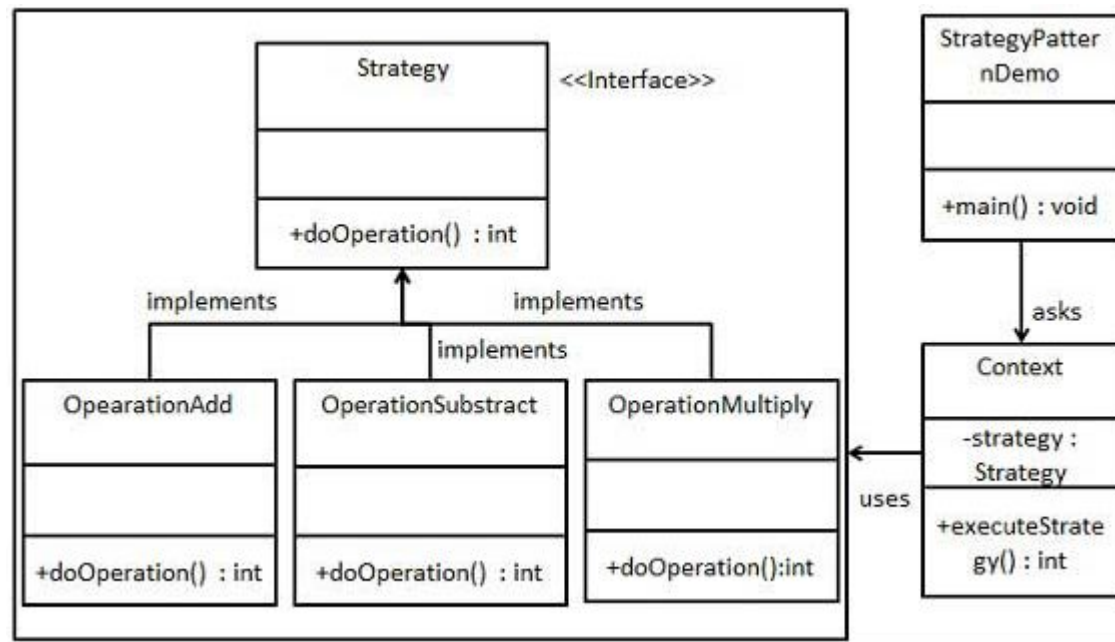 Strategy
<<Interface>>
+doOperation() : int
implements
implements
implements
OpearationAdd
+doOperation() : int
OperationSubstract
+doOperation() : int
OperationMultiply
+doOperation():int
StrategyPatter
nDemo
+main() : void
asks
Context
-strategy :
Strategy
+executeStrate
gy() : int
uses